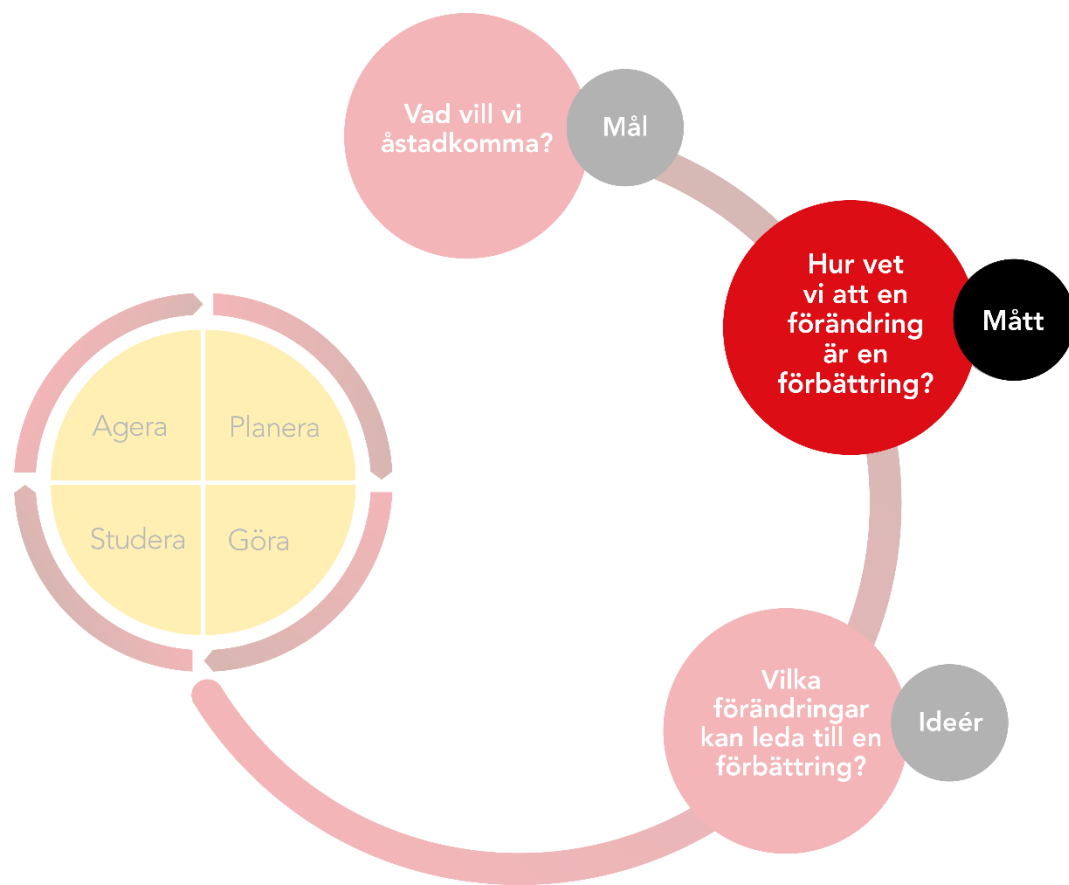 Vad vill vi
åstadkomma?
Mål
Hur vet
vi att en
förändring
är en
förbättring?
Mått
Agera
Planera
Studera
Göra
Vilka
förändringar
kan leda till en
förbättring?
Ideér